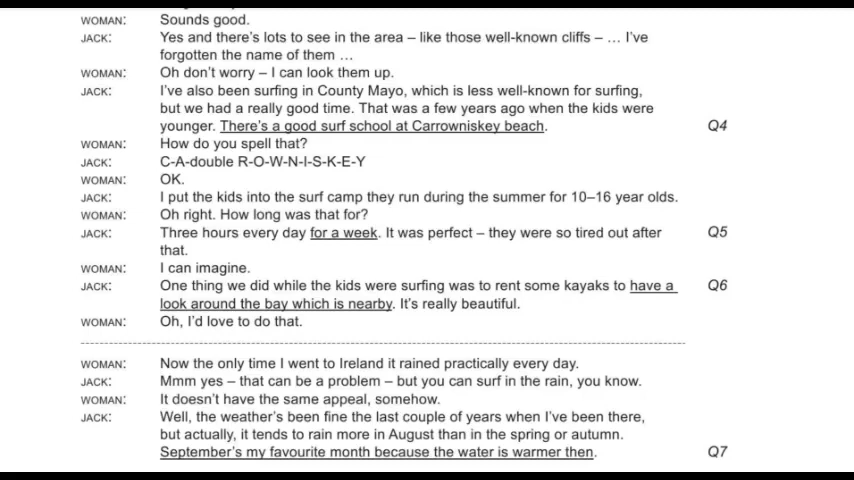 WOMAN: Sounds good.
JACK: Yes and there's lots to see in the area – like those well-known cliffs – … I've
forgotten the name of them …
WOMAN: Oh don't worry – I can look them up.
JACK: I've also been surfing in County Mayo, which is less well-known for surfing,
but we had a really good time. That was a few years ago when the kids were
younger. There's a good surf school at Carrowniskey beach. Q4
WOMAN: How do you spell that?
JACK: C-A-double R-O-W-N-I-S-K-E-Y
WOMAN: OK.
JACK: I put the kids into the surf camp they run during the summer for 10–16 year olds.
WOMAN: Oh right. How long was that for?
JACK: Three hours every day for a week. It was perfect – they were so tired out after Q5
that.
WOMAN: I can imagine.
JACK: One thing we did while the kids were surfing was to rent some kayaks to have a Q6
look around the bay which is nearby. It's really beautiful.
WOMAN: Oh, I'd love to do that.
WOMAN: Now the only time I went to Ireland it rained practically every day.
JACK: Mmm yes – that can be a problem – but you can surf in the rain, you know.
WOMAN: It doesn't have the same appeal, somehow.
JACK: Well, the weather's been fine the last couple of years when I've been there,
but actually, it tends to rain more in August than in the spring or autumn.
September's my favourite month because the water is warmer then. Q7